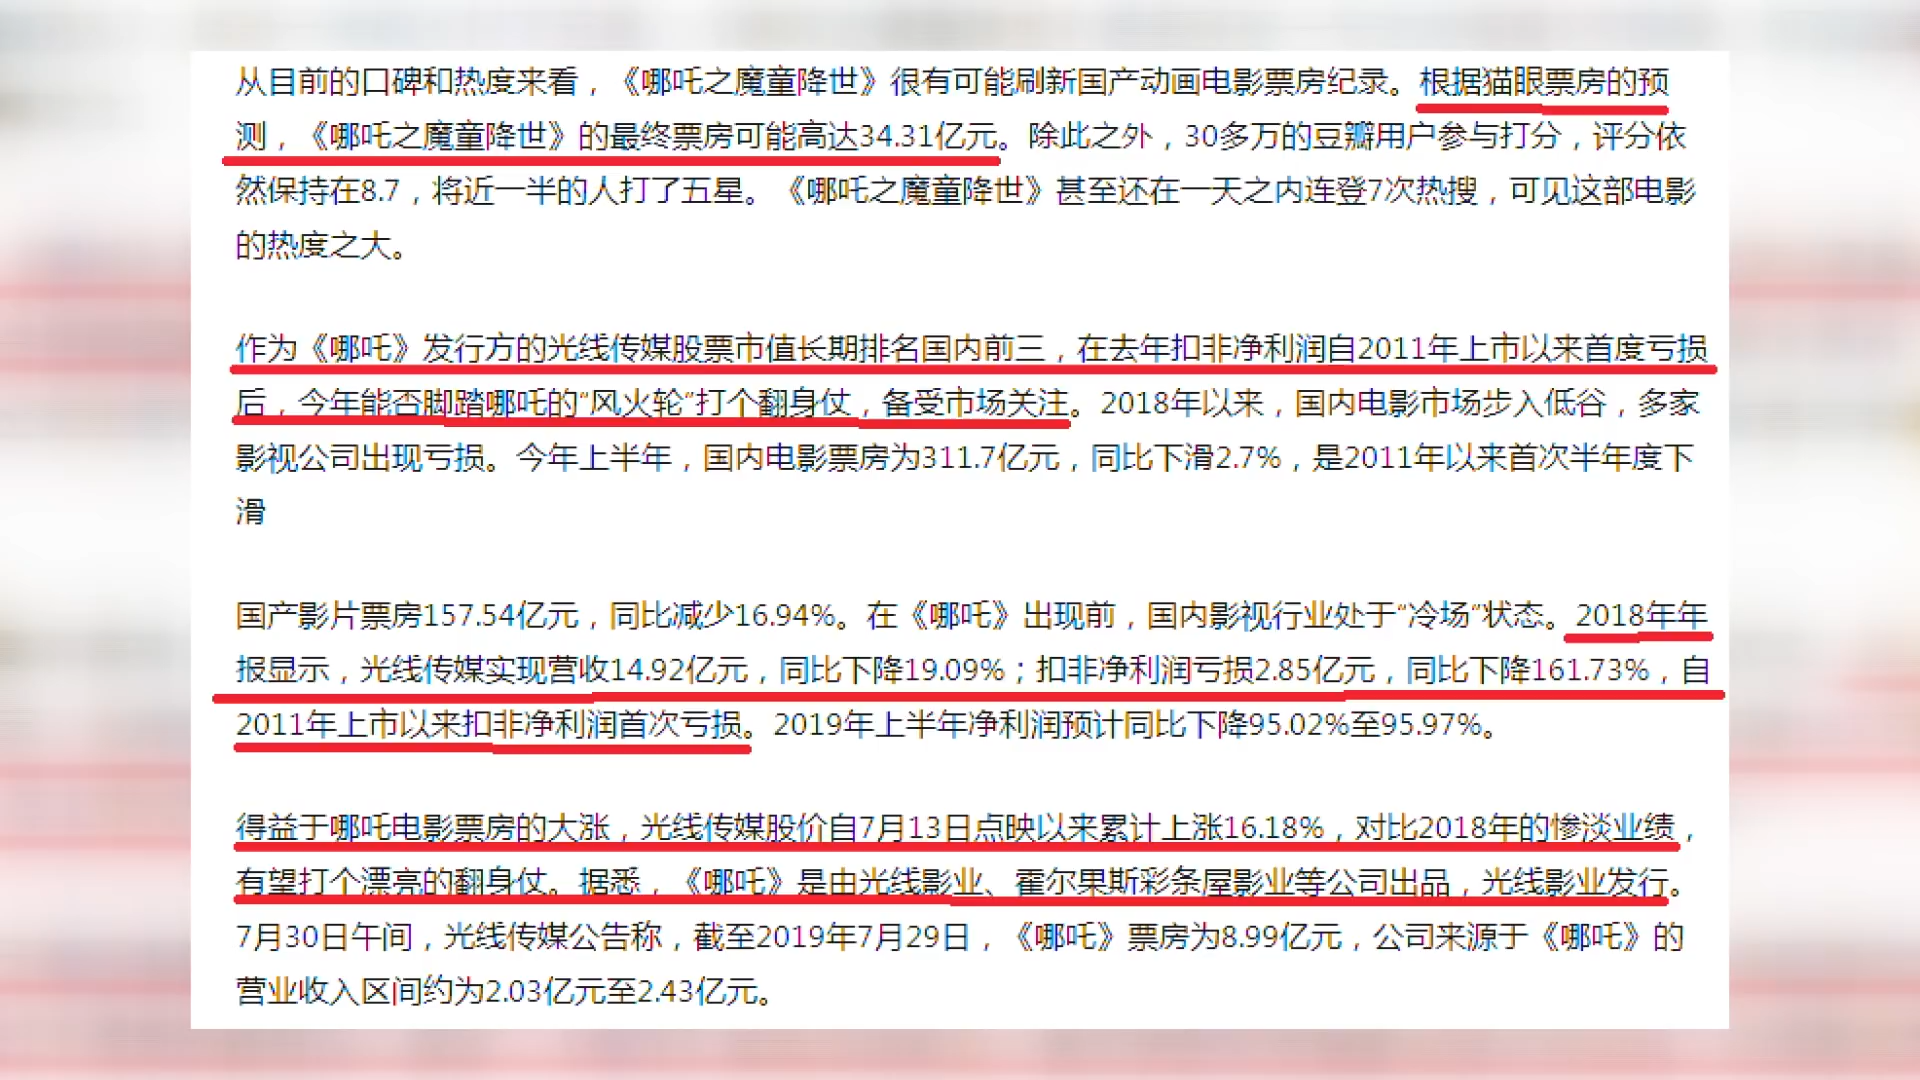 从目前的口碑和热度来看，《哪吒之魔童降世》很有可能刷新国产动画电影票房纪录。根据猫眼票房的预
测，《哪吒之魔童降世》的最终票房可能高达34.31亿元。除此之外，30多万的豆瓣用户参与打分，评分依
然保持在8.7，将近一半的人打了五星。《哪吒之魔童降世》甚至还在一天之内连登7次热搜，可见这部电影
的热度之大。
作为《哪吒》发行方的光线传媒股票市值长期排名国内前三，在去年扣非净利润自2011年上市以来首度亏损
后，今年能否脚踏哪吒的“风火轮”打个翻身仗，备受市场关注。2018年以来，国内电影市场步入低谷，多家
影视公司出现亏损。今年上半年，国内电影票房为311.7亿元，同比下滑2.7%，是2011年以来首次半年度下
滑
国产影片票房157.54亿元，同比减少16.94%。在《哪吒》出现前，国内影视行业处于“冷场”状态。2018年年
报显示，光线传媒实现营收14.92亿元，同比下降19.09%；扣非净利润亏损2.85亿元，同比下降161.73%，自
2011年上市以来扣非净利润首次亏损。2019年上半年净利润预计同比下降95.02%至95.97%。
得益于哪吒电影票房的大涨，光线传媒股价自7月13日点映以来累计上涨16.18%，对比2018年的惨淡业绩，
有望打个漂亮的翻身仗。据悉，《哪吒》是由光线影业、霍尔果斯彩条屋影业等公司出品，光线影业发行。
7月30日午间，光线传媒公告称，截至2019年7月29日，《哪吒》票房为8.99亿元，公司来源于《哪吒》的
营业收入区间约为2.03亿元至2.43亿元。